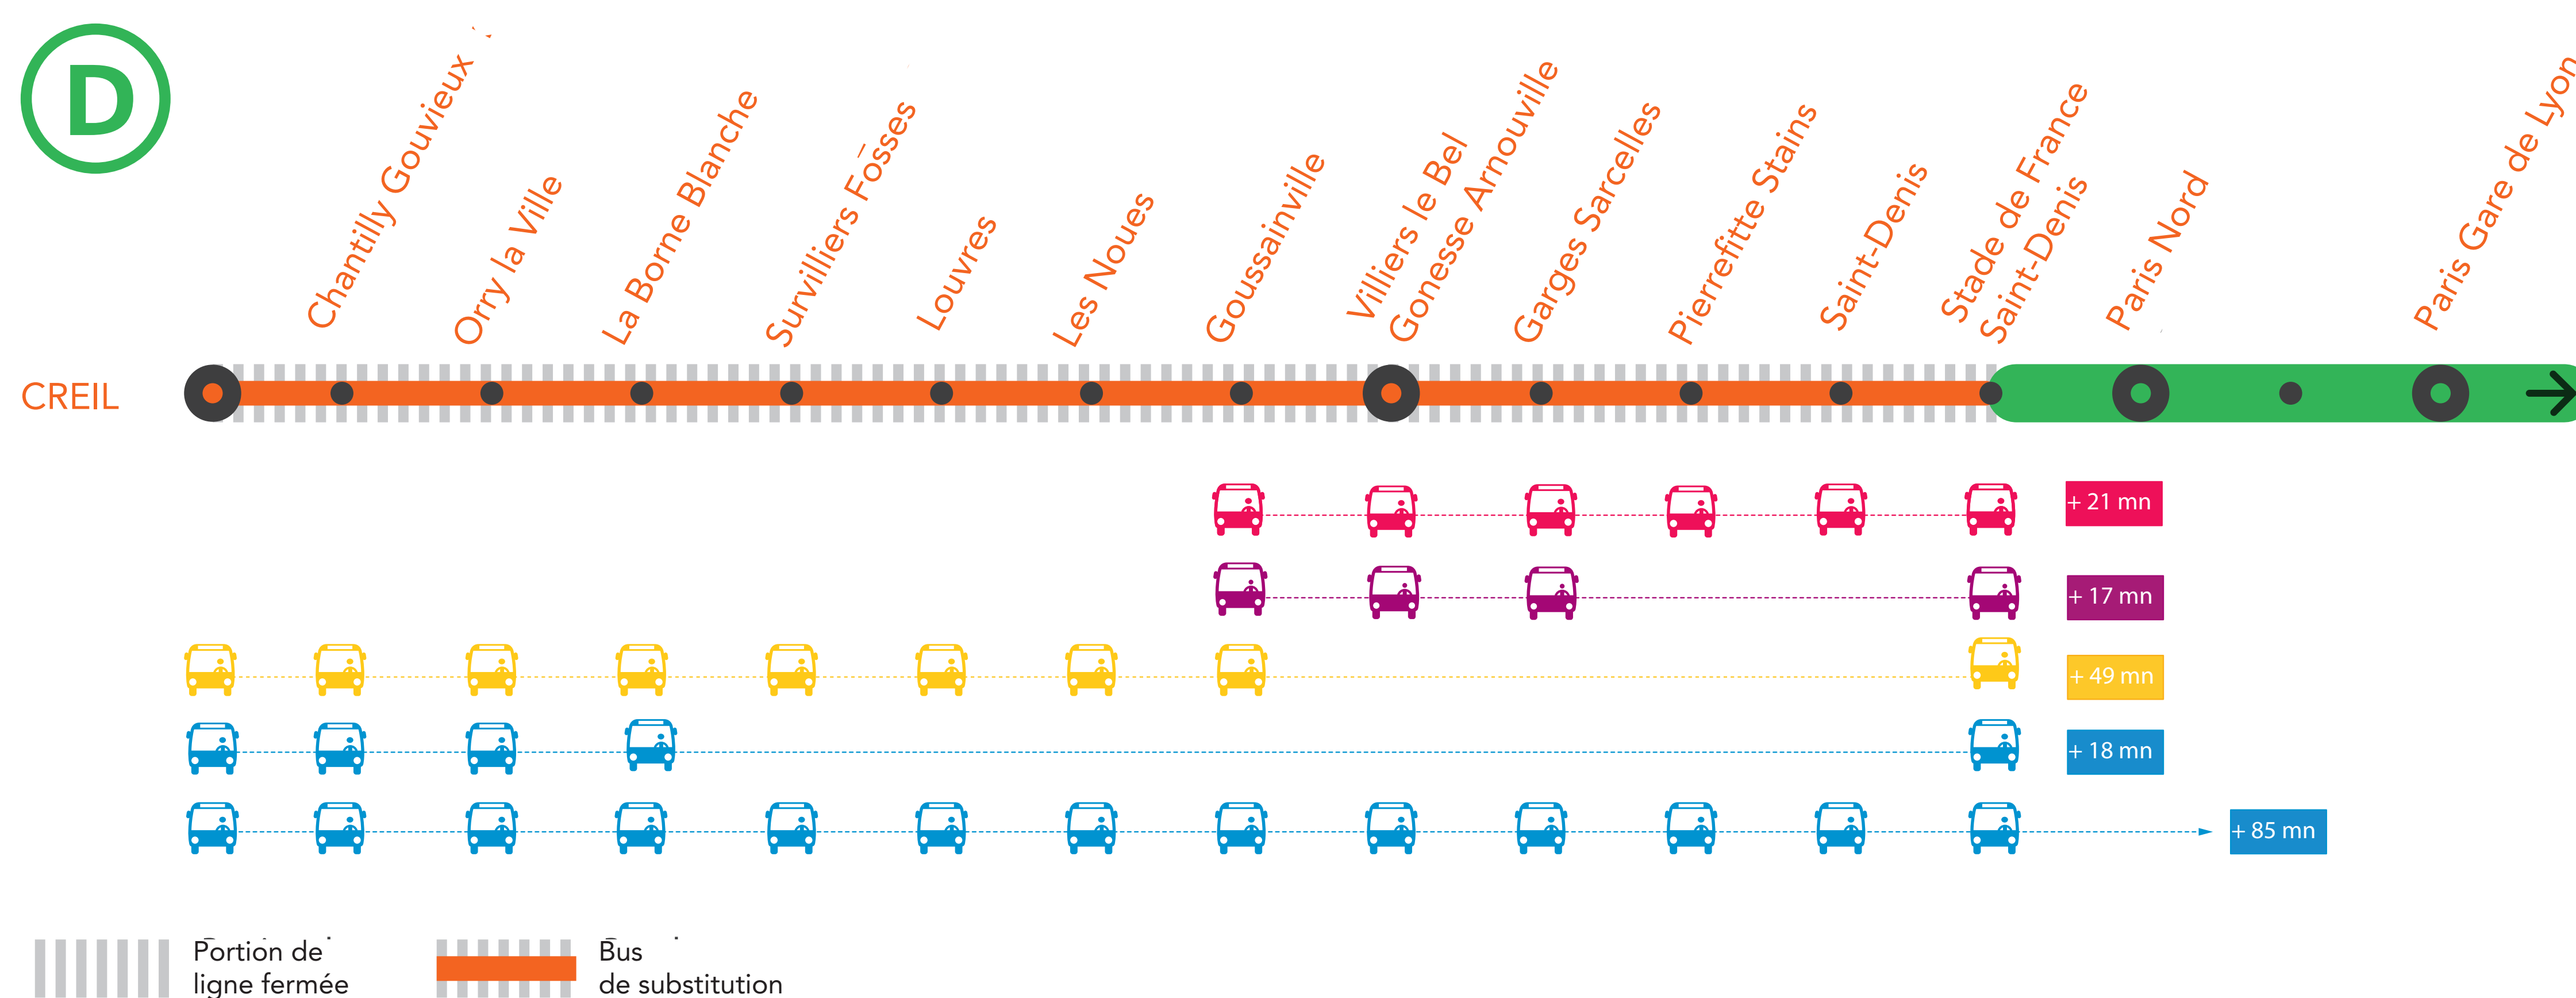 D
Chantilly Gouvieux
Orry la Ville
La Borne Blanche
Survilliers Fosses
Louvres
Les Noues
Goussainville
Villiers le Bel
Gonesse Arnouville
Garges Sarcelles
Pierrefitte Stains
Saint-Denis
Stade de France
Saint-Denis
Paris Nord
Paris Gare de Lyon
CREIL
+ 21 mn
+ 17 mn
+ 49 mn
+ 18 mn
+ 85 mn
Portion de
ligne fermée
Bus
de substitution